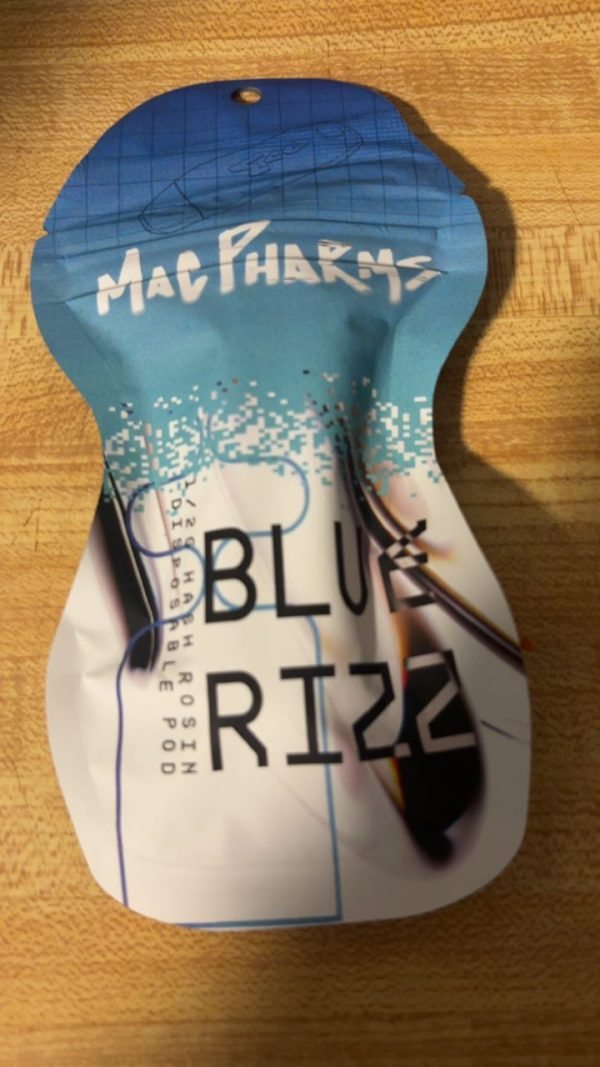 MAC PHARMS
BLUE
RIZZ
1/2G HASH ROSIN
DISPOSABLE POD